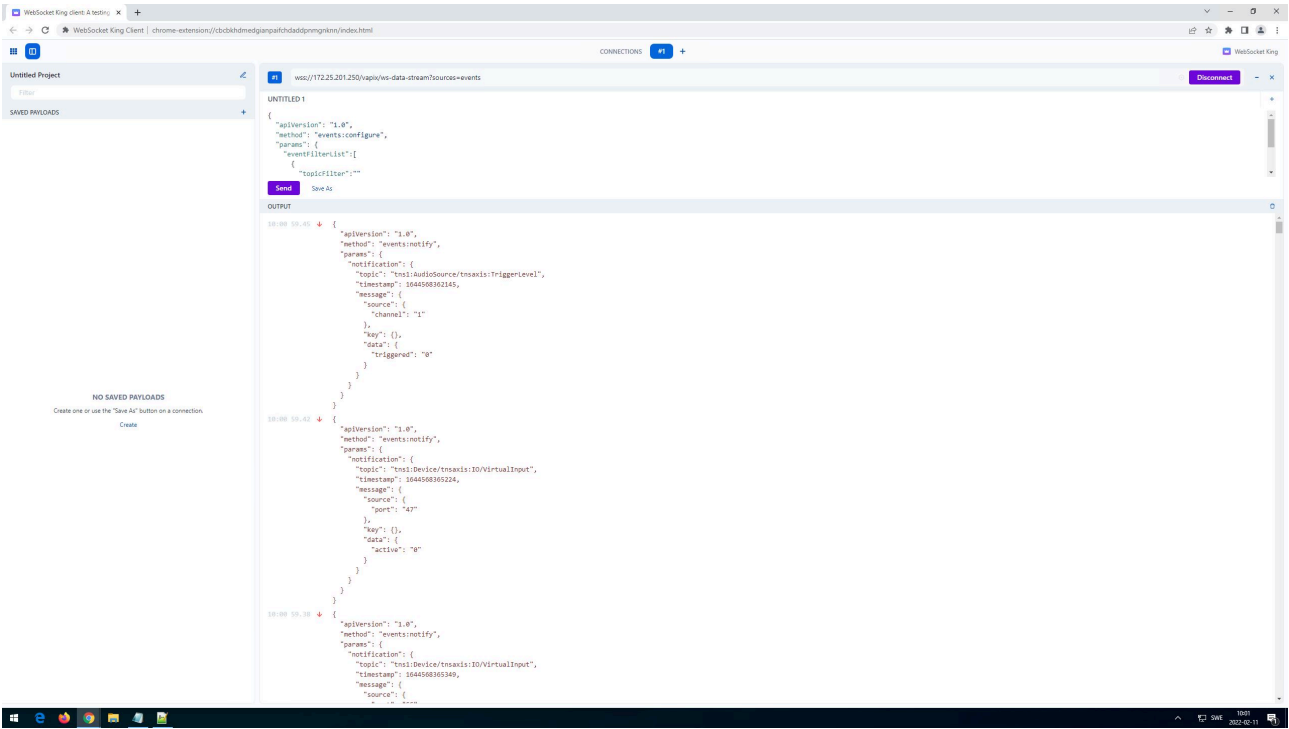 WebSocket King client: A testing
WebSocket King Client | chrome-extension://cbcbkhdmedgianpaifchdaddpnmgnknn/index.html
CONNECTIONS #1 +
WebSocket King
Untitled Project
Filter
SAVED PAYLOADS +
NO SAVED PAYLOADS
Create one or use the "Save As" button on a connection.
Create
#1 wss://172.25.201.250/vapix/ws-data-stream?sources=events
Disconnect
UNTITLED 1
{
"apiVersion": "1.0",
"method": "events:configure",
"params": {
"eventFilterList":[
{
"topicFilter":""
Send Save As
OUTPUT
10:00 59.45 {
"apiVersion": "1.0",
"method": "events:notify",
"params": {
"notification": {
"topic": "tns1:AudioSource/tnsaxis:TriggerLevel",
"timestamp": 1644568362145,
"message": {
"source": {
"channel": "1"
},
"key": {},
"data": {
"triggered": "0"
}
}
}
}
}
10:00 59.42 {
"apiVersion": "1.0",
"method": "events:notify",
"params": {
"notification": {
"topic": "tns1:Device/tnsaxis:IO/VirtualInput",
"timestamp": 1644568365224,
"message": {
"source": {
"port": "47"
},
"key": {},
"data": {
"active": "0"
}
}
}
}
}
10:00 59.38 {
"apiVersion": "1.0",
"method": "events:notify",
"params": {
"notification": {
"topic": "tns1:Device/tnsaxis:IO/VirtualInput",
"timestamp": 1644568365349,
"message": {
"source": {
SWE
10:01
2022-02-11